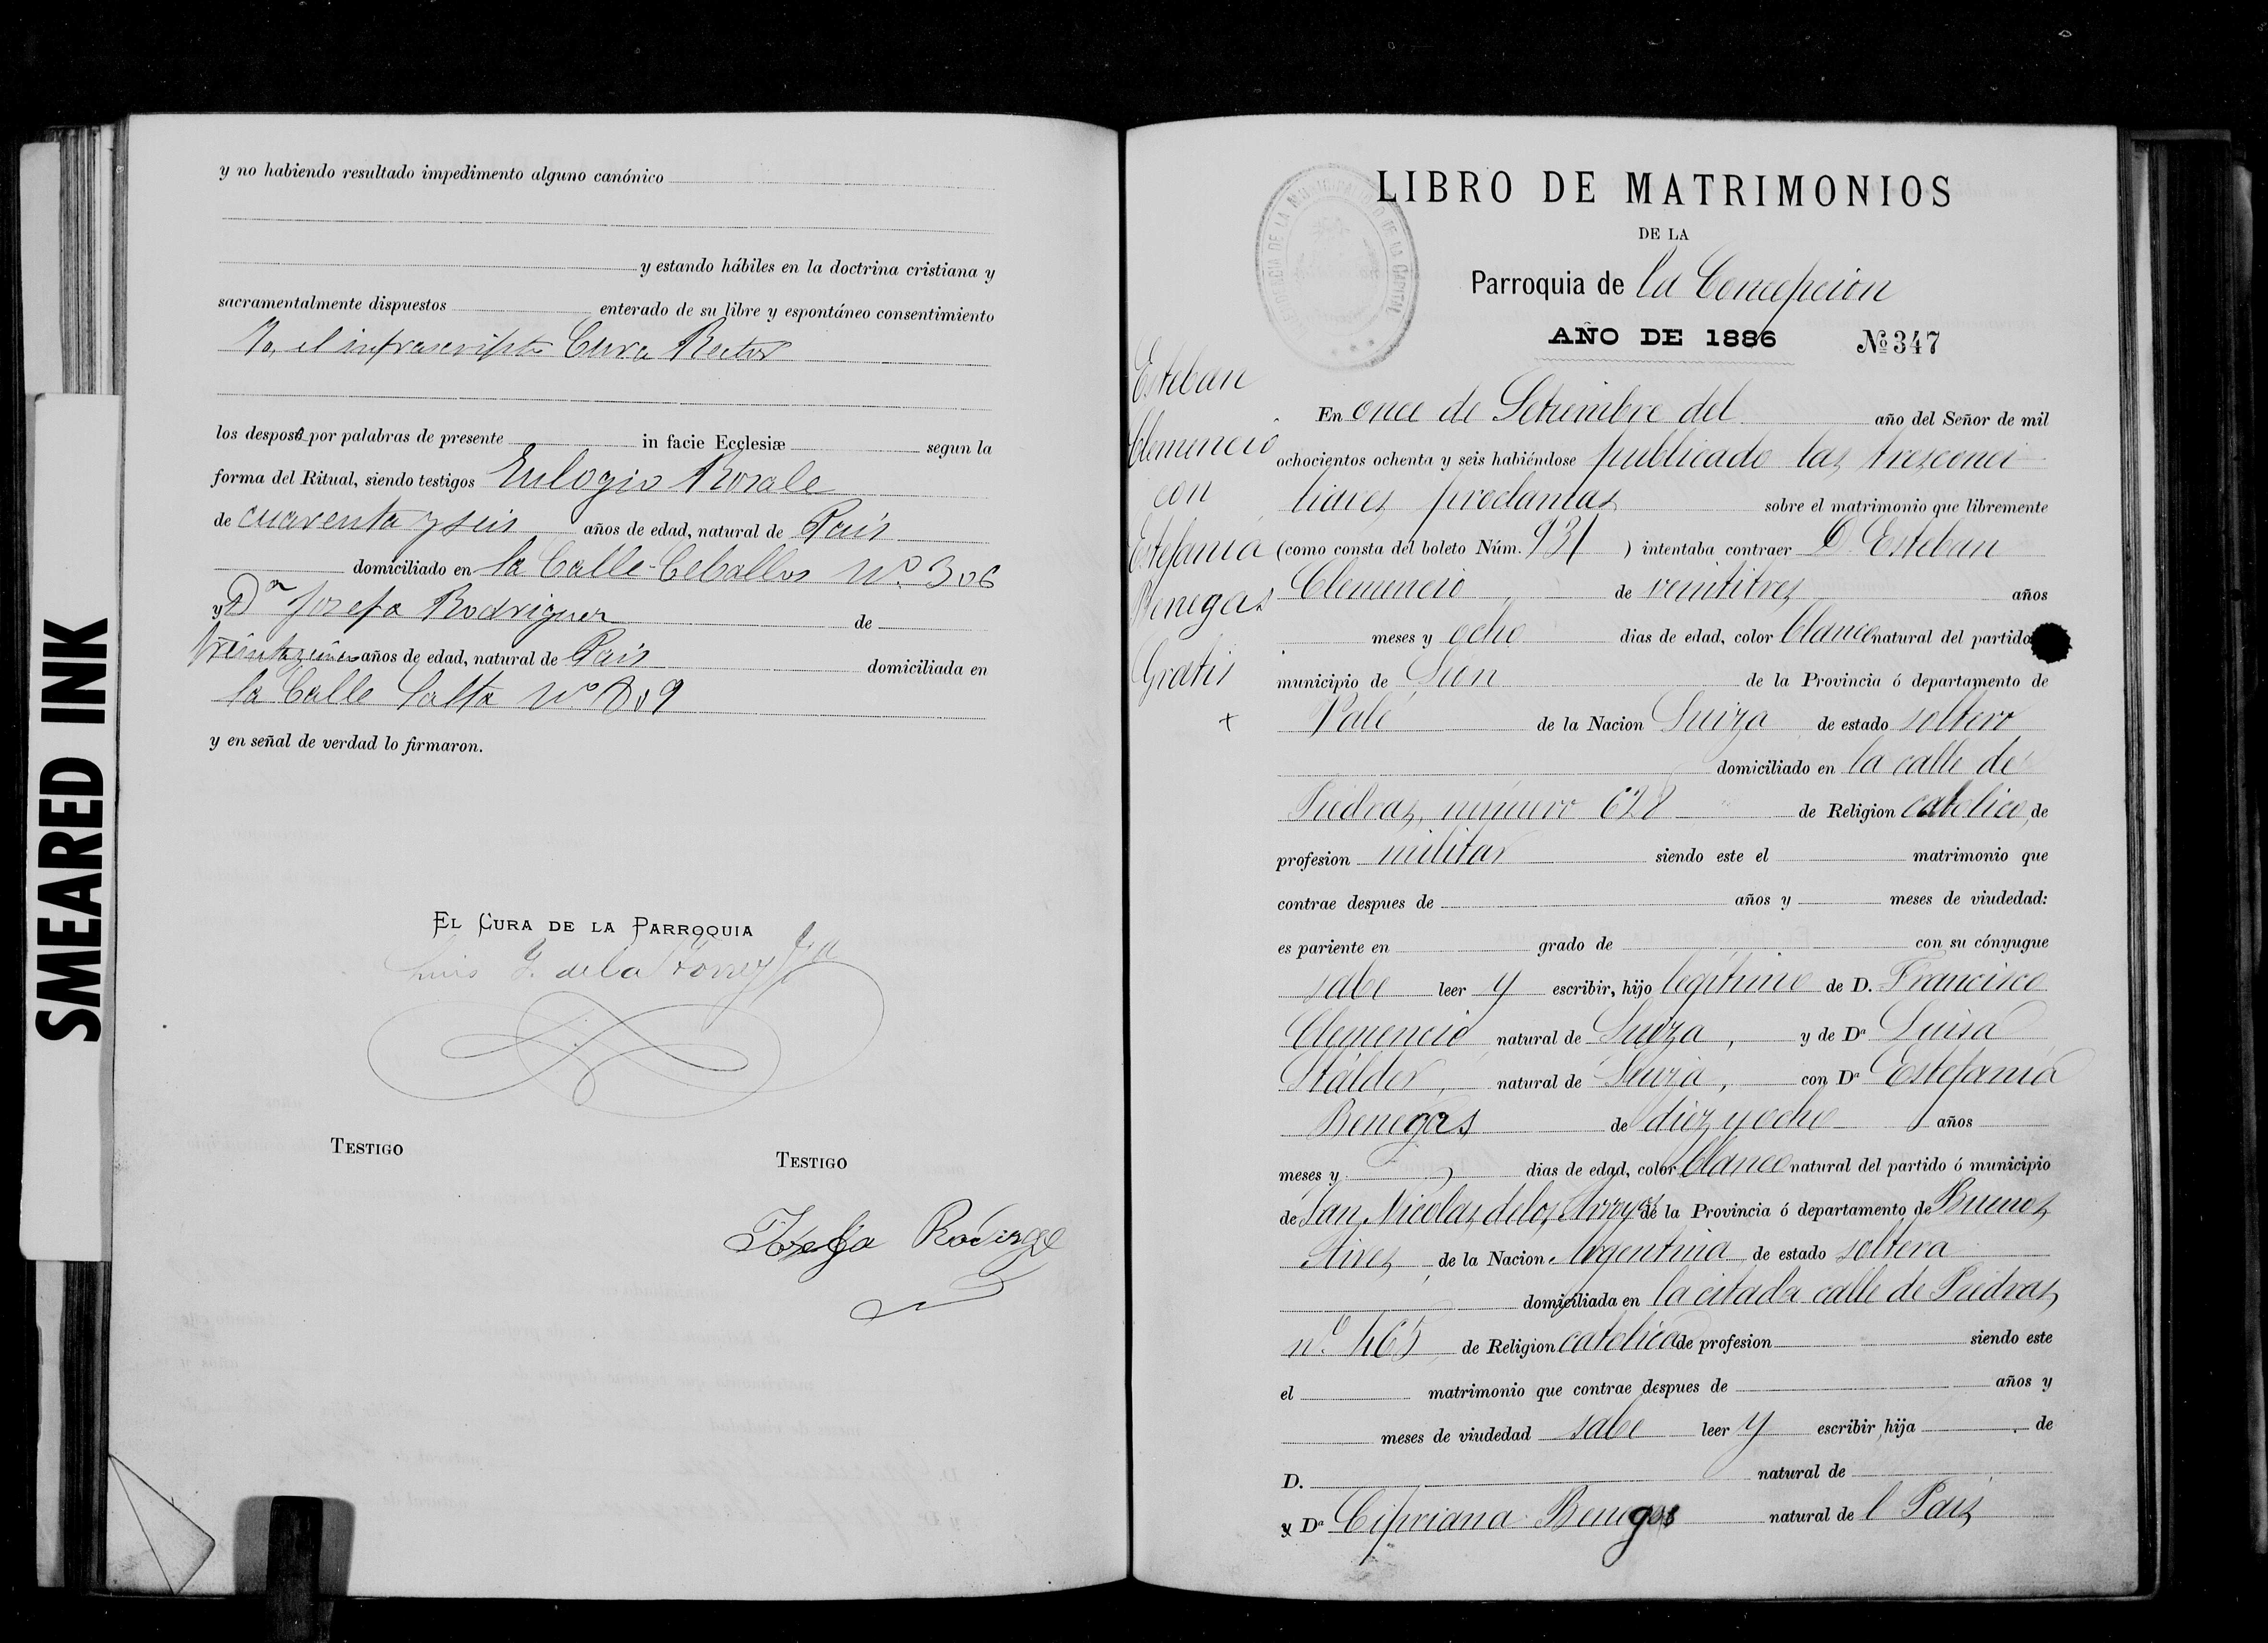 SMEARED INK
y no habiendo resultado impedimento alguno canónico
y estando hábiles en la doctrina cristiana y
sacramentalmente dispuestos enterado de su libre y espontáneo consentimiento
Yo, el infrascripto Cura Rector
los desposé por palabras de presente in facie Ecclesiæ segun la
forma del Ritual, siendo testigos Eulogio Rosale
de cuarenta y seis años de edad, natural de País
domiciliado en la Calle Ceballos Nº 306
y Dª Josefa Rodriguez de
treinta y cinco años de edad, natural de País domiciliada en
la Calle Salta Nº 809
y en señal de verdad lo firmaron.
EL CURA DE LA PARROQUIA
Luis G. de la Torre y
TESTIGO TESTIGO
Josefa
LIBRO DE MATRIMONIOS
DE LA
Parroquia de la Concepcion
AÑO DE 1886 Nº 347
Esteban
Clemencio
con
Estefania
Benegas
Gratis
+
En once de Setiembre del año del Señor de mil
ochocientos ochenta y seis habiéndose publicado las tres conci
liares proclamas sobre el matrimonio que libremente
(como consta del boleto Núm. 931 ) intentaba contraer D. Esteban
Clemencio de veintitres años
meses y ocho dias de edad, color blanco natural del partido
municipio de Sion de la Provincia ó departamento de
Vale de la Nacion Suiza de estado soltero
domiciliado en la calle de
Piedras, número 628 de Religion catolico, de
profesion militar siendo este el matrimonio que
contrae despues de años y meses de viudedad:
es pariente en grado de con su cónyugue
sabe leer y escribir, hijo legítimo de D. Francisco
Clemencio natural de Suiza, y de Dª Luisa
Stálder, natural de Suiza, con Dª Estefanía
Benegas de diez y ocho años
meses y dias de edad, color blanco natural del partido ó municipio
de San Nicolas de los Arroyos de la Provincia ó departamento de Buenos
Aires de la Nacion Argentina de estado soltera
domiciliada en la citada calle de Piedras
nº 465 de Religion catolica de profesion siendo este
el matrimonio que contrae despues de años y
meses de viudedad sabe leer y escribir, hija de
D. natural de
y Dª Cipriana Benegas natural de l País